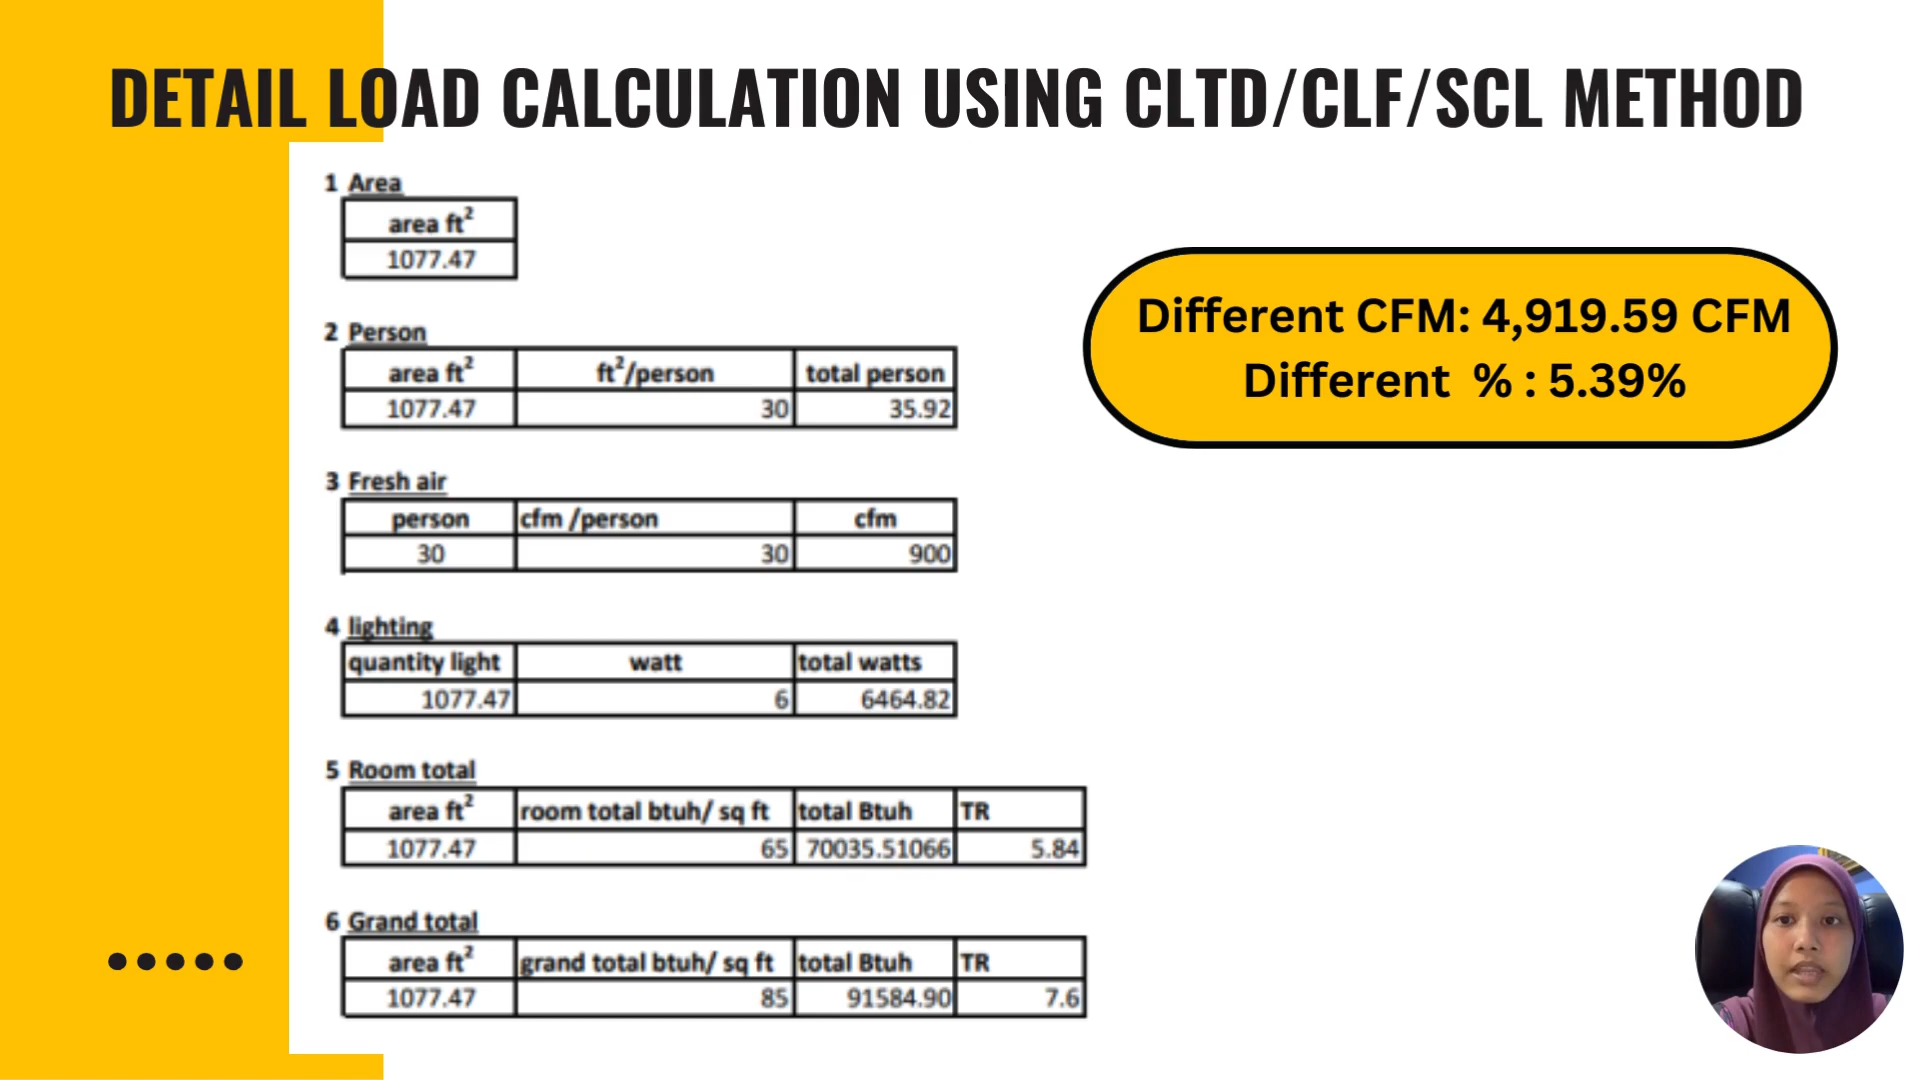 DETAIL LOAD CALCULATION USING CLTD/CLF/SCL METHOD
1 Area
area ft²
1077.47
2 Person
area ft² ft²/person total person
1077.47 30 35.92
3 Fresh air
person cfm /person cfm
30 30 900
4 lighting
quantity light watt total watts
1077.47 6 6464.82
5 Room total
area ft² room total btuh/ sq ft total Btuh TR
1077.47 65 70035.51066 5.84
6 Grand total
area ft² grand total btuh/ sq ft total Btuh TR
1077.47 85 91584.90 7.6
Different CFM: 4,919.59 CFM
Different % : 5.39%